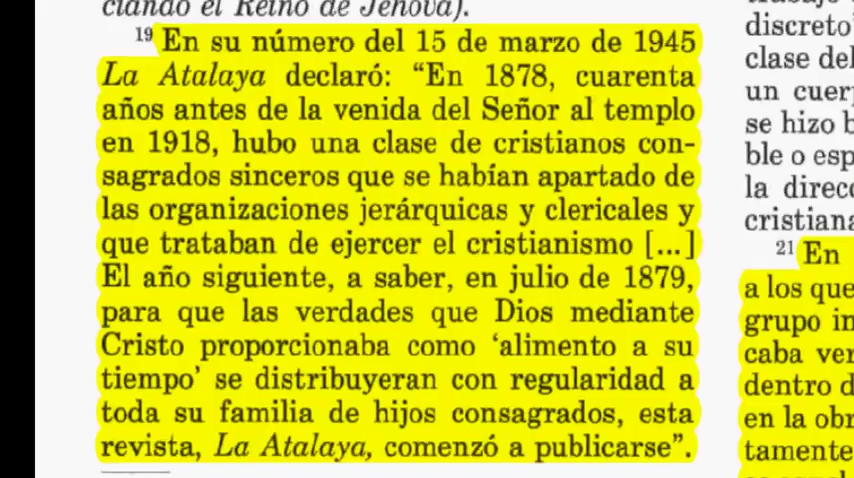 ciando el Reino de Jehová).
19 En su número del 15 de marzo de 1945
La Atalaya declaró: “En 1878, cuarenta
años antes de la venida del Señor al templo
en 1918, hubo una clase de cristianos con-
sagrados sinceros que se habían apartado de
las organizaciones jerárquicas y clericales y
que trataban de ejercer el cristianismo [...]
El año siguiente, a saber, en julio de 1879,
para que las verdades que Dios mediante
Cristo proporcionaba como ‘alimento a su
tiempo’ se distribuyeran con regularidad a
toda su familia de hijos consagrados, esta
revista, La Atalaya, comenzó a publicarse”.
discreto’
clase del
un cuerp
se hizo
ble o esp
la direc
cristiana
21 En
a los que
grupo in
caba ver
dentro d
en la obr
tamente